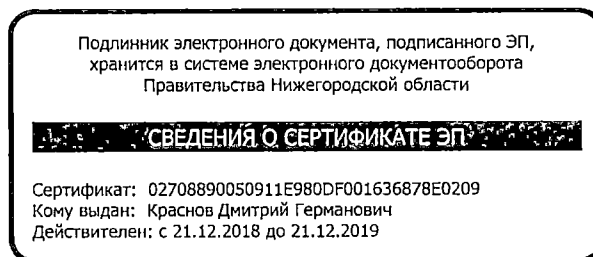 Подлинник электронного документа, подписанного ЭП,
хранится в системе электронного документооборота
Правительства Нижегородской области
СВЕДЕНИЯ О СЕРТИФИКАТЕ ЭП
Сертификат: 02708890050911E980DF001636878E0209
Кому выдан: Краснов Дмитрий Германович
Действителен: с 21.12.2018 до 21.12.2019